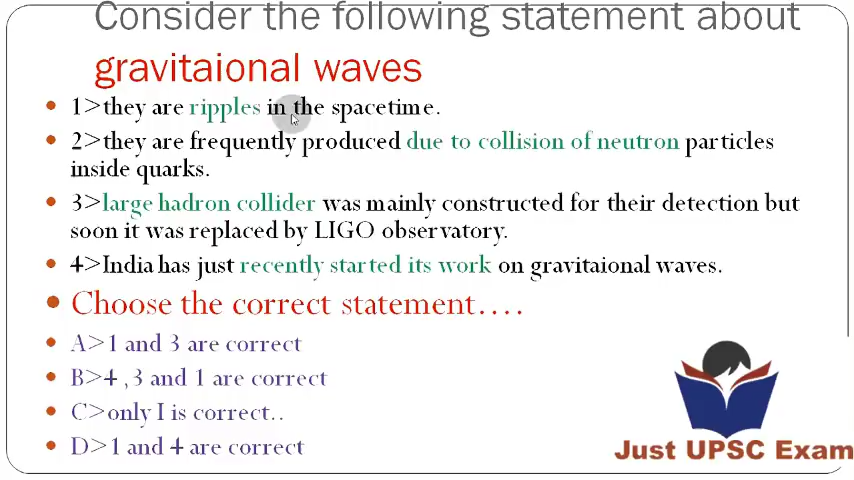 Consider the following statement about
gravitaional waves
1>they are ripples in the spacetime.
2>they are frequently produced due to collision of neutron particles
inside quarks.
3>large hadron collider was mainly constructed for their detection but
soon it was replaced by LIGO observatory.
4>India has just recently started its work on gravitaional waves.
Choose the correct statement....
A>1 and 3 are correct
B>4 ,3 and 1 are correct
C>only I is correct..
D>1 and 4 are correct
Just UPSC Exam